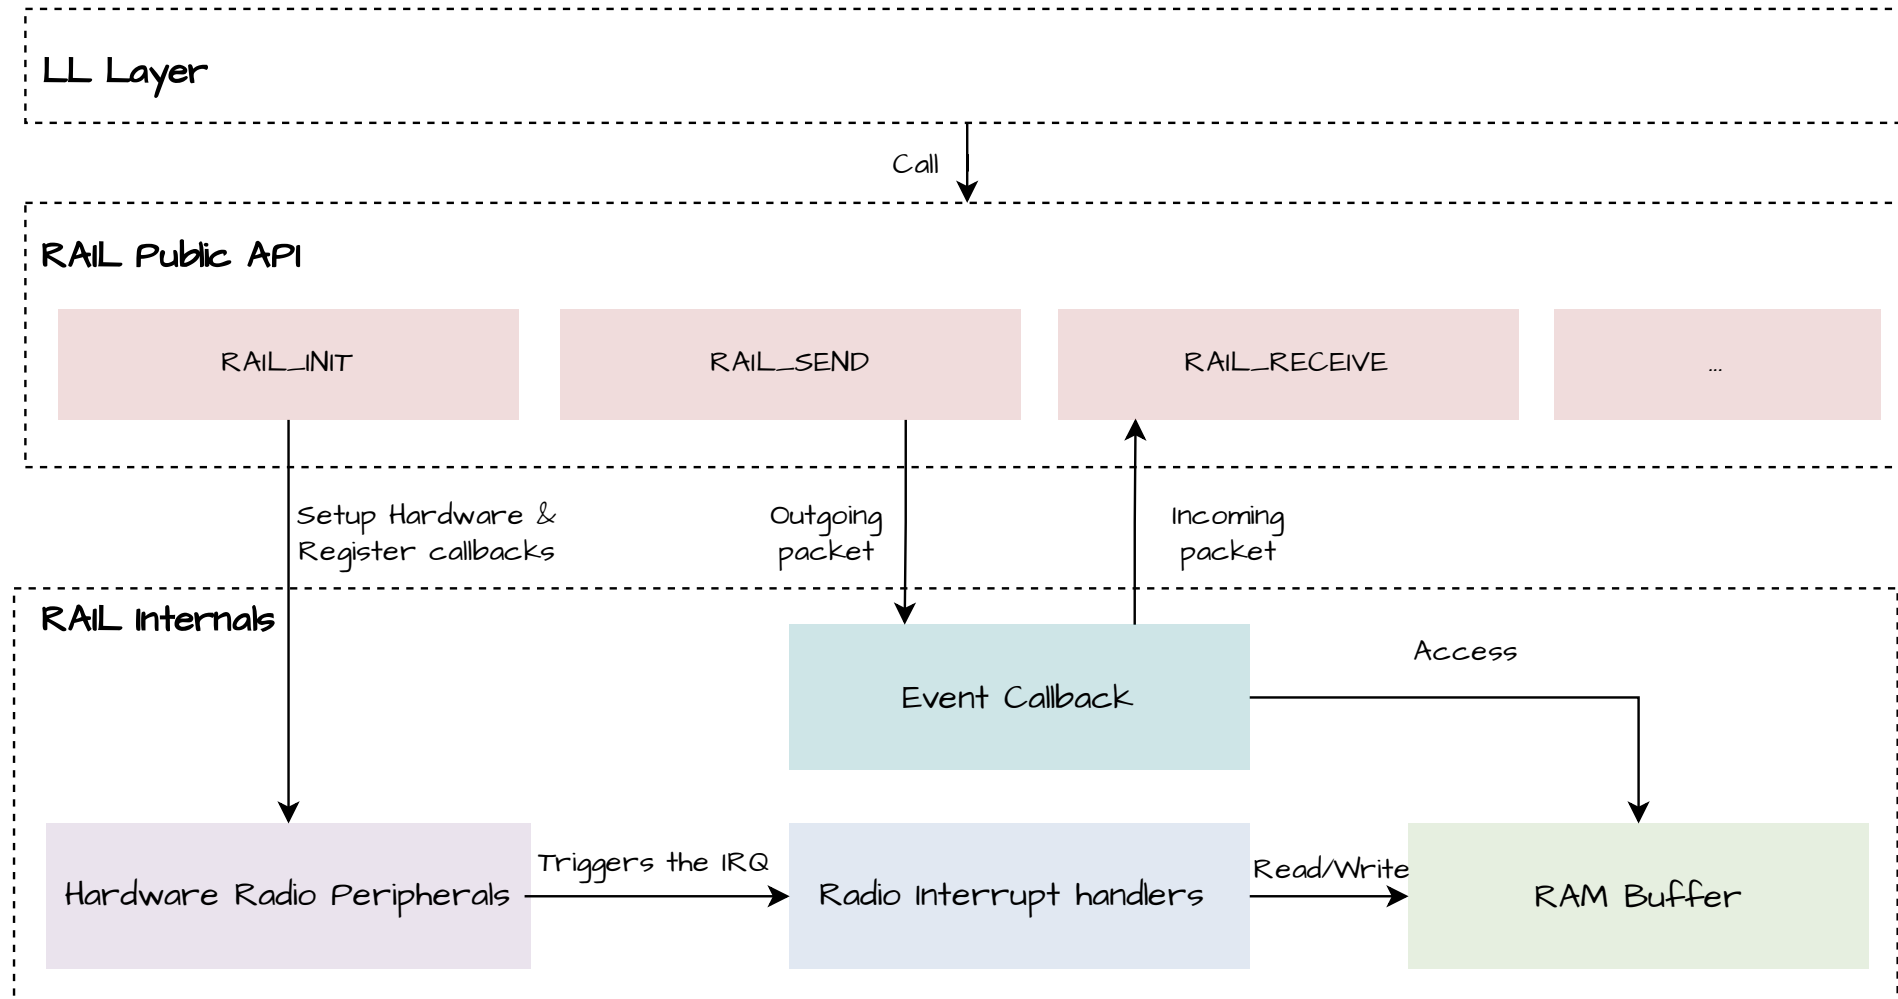 LL Layer
Call
RAIL Public API
RAIL_INIT
RAIL_SEND
RAIL_RECEIVE
...
Setup Hardware &
Register callbacks
Outgoing
packet
Incoming
packet
RAIL Internals
Access
Event Callback
Triggers the IRQ
Read/Write
Hardware Radio Peripherals
Radio Interrupt handlers
RAM Buffer